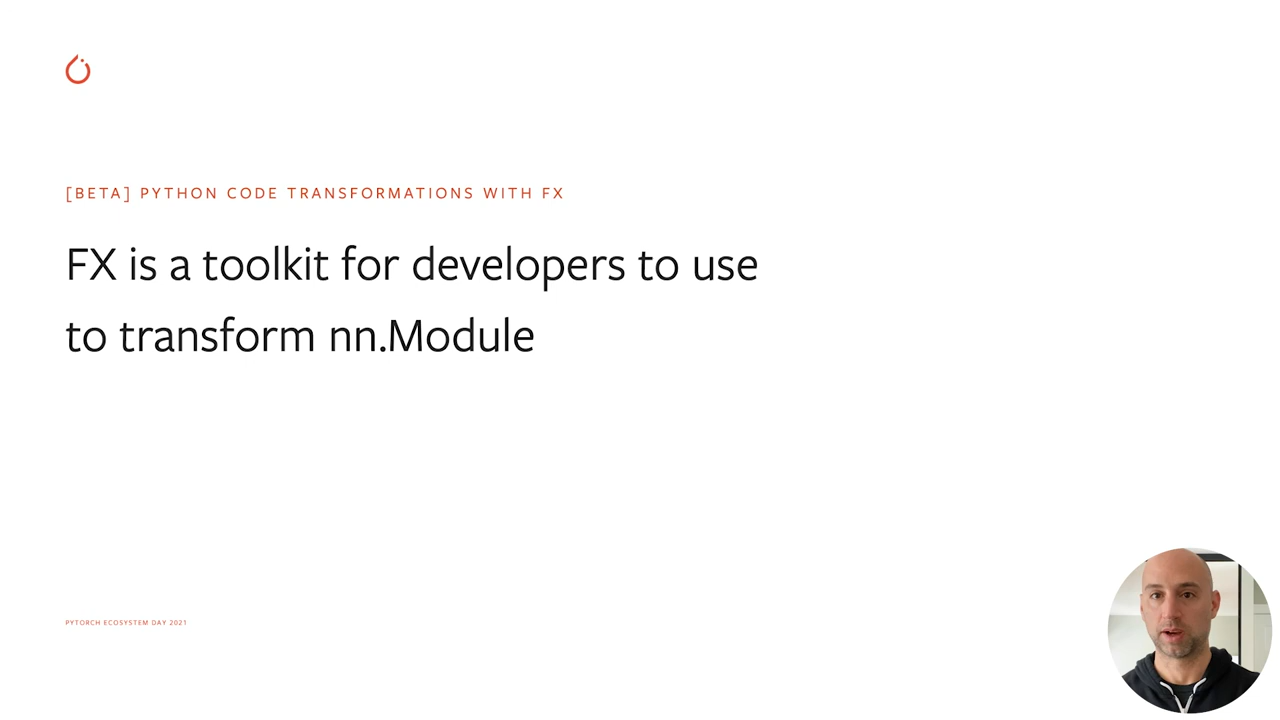 [BETA] PYTHON CODE TRANSFORMATIONS WITH FX
FX is a toolkit for developers to use
to transform nn.Module
PYTORCH ECOSYSTEM DAY 2021